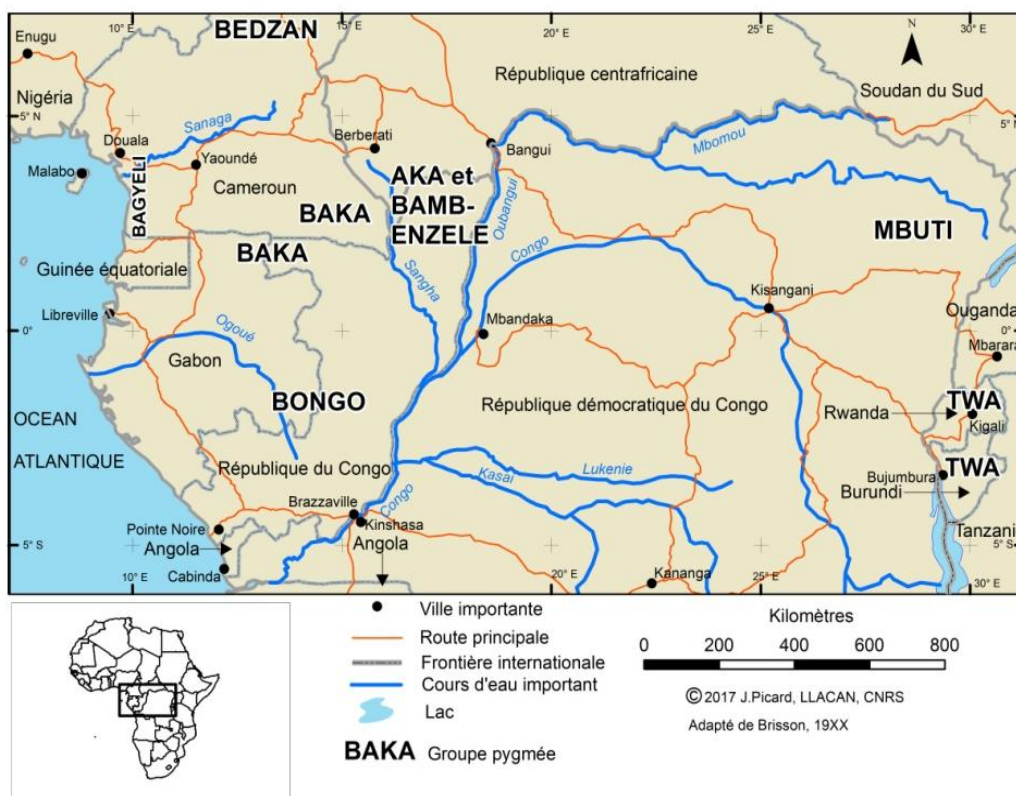 10° E
BEDZAN
20° E
25° E
N
30° E
Enugu
République centrafricaine
Soudan du Sud
Nigéria
15° E
5° N
Sanaga
5° N
Douala
Berberati
Bangui
Mbomou
Malabo
Yaoundé
BAGYELI
Cameroun
AKA et
BAMB-
ENZELE
Oubangui
BAKA
MBUTI
BAKA
Congo
Guinée équatoriale
Sangha
Kisangani
Libreville
Ouganda
0°
Ogoué
Mbandaka
0°
Mbarara
Gabon
OCEAN
ATLANTIQUE
BONGO
République démocratique du Congo
TWA
Rwanda
Kigali
République du Congo
Kasai
Lukenie
TWA
Bujumbura
Burundi
Brazzaville
Congo
Pointe Noire
Kinshasa
Tanzani
5° S
Angola
Angola
5° S
Cabinda
10° E
20° E
Kananga
25° E
30° E
Ville importante
Route principale
Frontière internationale
Cours d'eau important
Lac
BAKA Groupe pygmée
Kilomètres
0 200 400 600 800
©2017 J.Picard, LLACAN, CNRS
Adapté de Brisson, 19XX